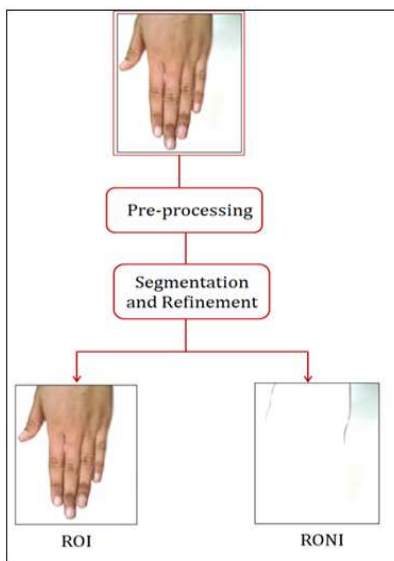 Pre-processing
Segmentation
and Refinement
ROI
RONI